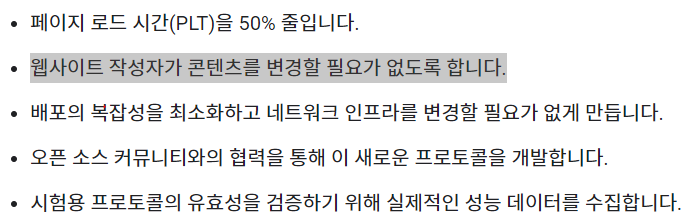 • 페이지 로드 시간(PLT)을 50% 줄입니다.
• 웹사이트 작성자가 콘텐츠를 변경할 필요가 없도록 합니다.
• 배포의 복잡성을 최소화하고 네트워크 인프라를 변경할 필요가 없게 만듭니다.
• 오픈 소스 커뮤니티와의 협력을 통해 이 새로운 프로토콜을 개발합니다.
• 시험용 프로토콜의 유효성을 검증하기 위해 실제적인 성능 데이터를 수집합니다.